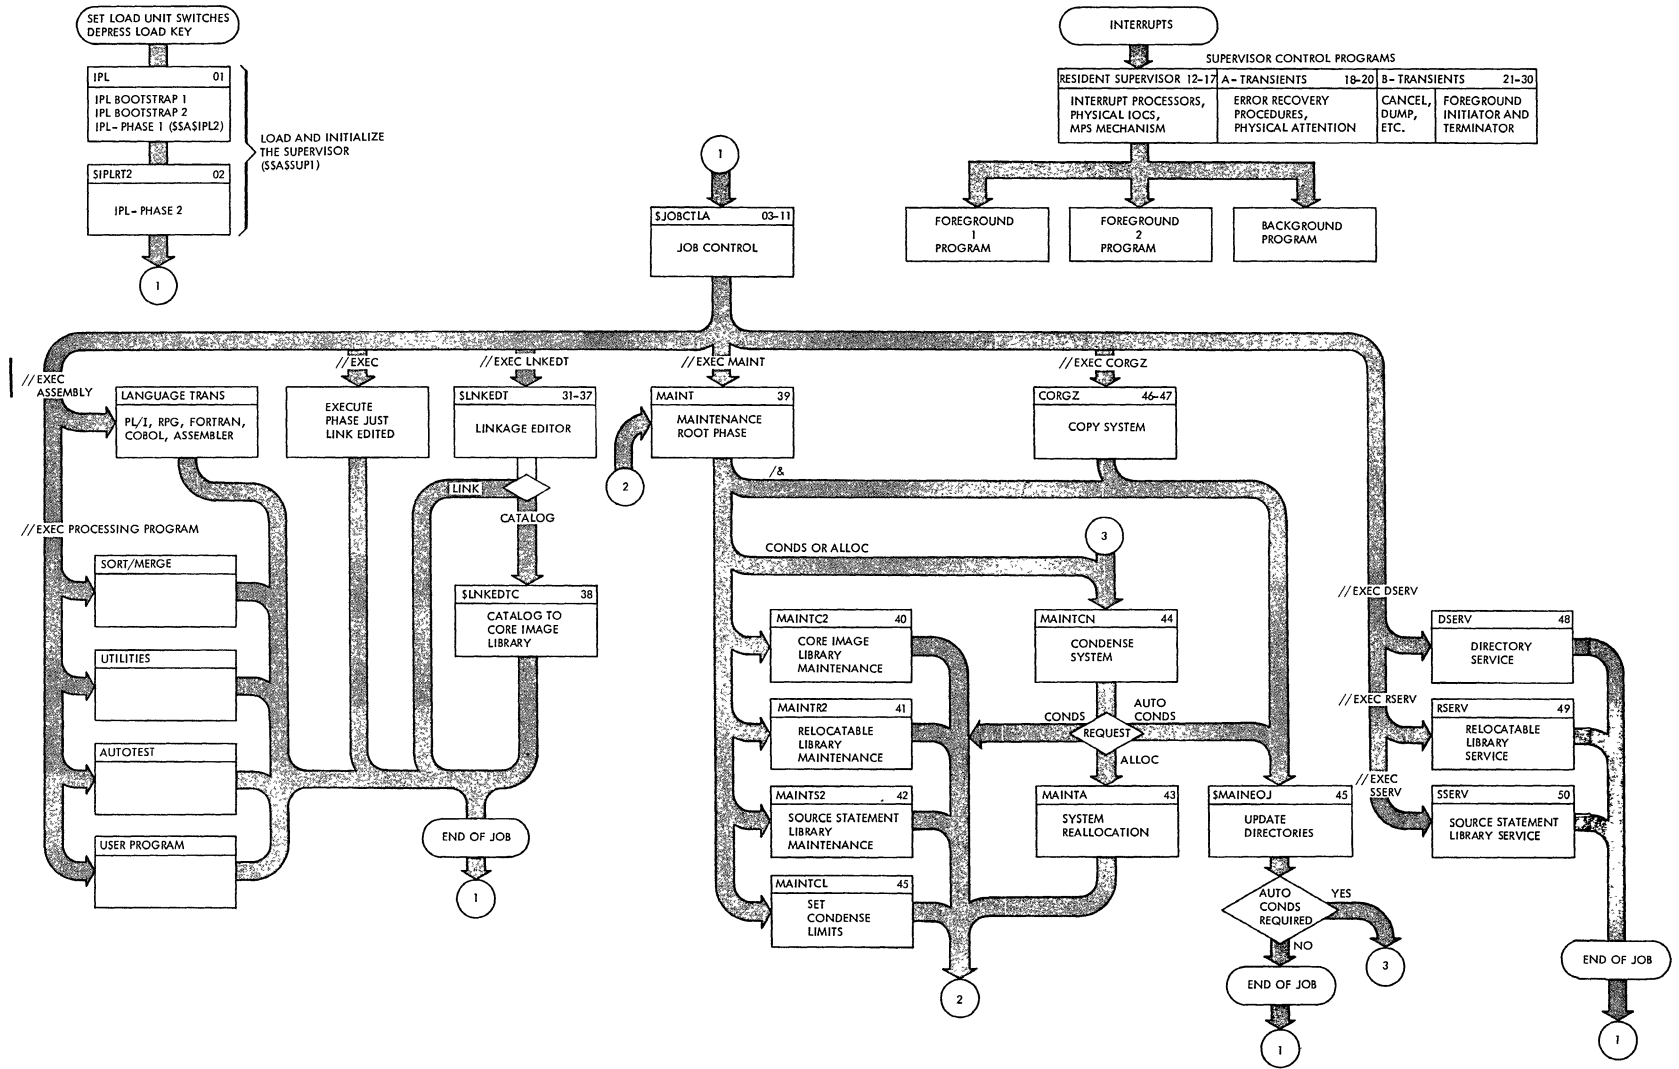 SET LOAD UNIT SWITCHES
DEPRESS LOAD KEY
IPL 01
IPL BOOTSTRAP 1
IPL BOOTSTRAP 2
IPL- PHASE 1 ($$A$IPL2)
$IPLRT2 02
IPL- PHASE 2
LOAD AND INITIALIZE
THE SUPERVISOR
($$A$SUP1)
1
INTERRUPTS
SUPERVISOR CONTROL PROGRAMS
RESIDENT SUPERVISOR 12-17
INTERRUPT PROCESSORS,
PHYSICAL IOCS,
MPS MECHANISM
A- TRANSIENTS 18-20
ERROR RECOVERY
PROCEDURES,
PHYSICAL ATTENTION
B- TRANSIENTS 21-30
CANCEL,
DUMP,
ETC.
FOREGROUND
INITIATOR AND
TERMINATOR
FOREGROUND
1
PROGRAM
FOREGROUND
2
PROGRAM
BACKGROUND
PROGRAM
1
$JOBCTLA 03-11
JOB CONTROL
//EXEC
ASSEMBLY
LANGUAGE TRANS
PL/I, RPG, FORTRAN,
COBOL, ASSEMBLER
//EXEC
EXECUTE
PHASE JUST
LINK EDITED
//EXEC LNKEDT
$LNKEDT 31-37
LINKAGE EDITOR
LINK
CATALOG
$LNKEDTC 38
CATALOG TO
CORE IMAGE
LIBRARY
//EXEC PROCESSING PROGRAM
SORT/MERGE
UTILITIES
AUTOTEST
USER PROGRAM
END OF JOB
1
//EXEC MAINT
MAINT 39
MAINTENANCE
ROOT PHASE
2
/&
//EXEC CORGZ
CORGZ 46-47
COPY SYSTEM
CONDS OR ALLOC
3
MAINTC2 40
CORE IMAGE
LIBRARY
MAINTENANCE
MAINTR2 41
RELOCATABLE
LIBRARY
MAINTENANCE
MAINTS2 42
SOURCE STATEMENT
LIBRARY
MAINTENANCE
MAINTCL 45
SET
CONDENSE
LIMITS
2
MAINTCN 44
CONDENSE
SYSTEM
CONDS
REQUEST
AUTO
CONDS
ALLOC
MAINTA 43
SYSTEM
REALLOCATION
$MAINEOJ 45
UPDATE
DIRECTORIES
AUTO
CONDS
REQUIRED
YES
3
NO
END OF JOB
1
//EXEC DSERV
DSERV 48
DIRECTORY
SERVICE
//EXEC RSERV
RSERV 49
RELOCATABLE
LIBRARY
SERVICE
//EXEC
SSERV
SSERV 50
SOURCE STATEMENT
LIBRARY SERVICE
END OF JOB
1